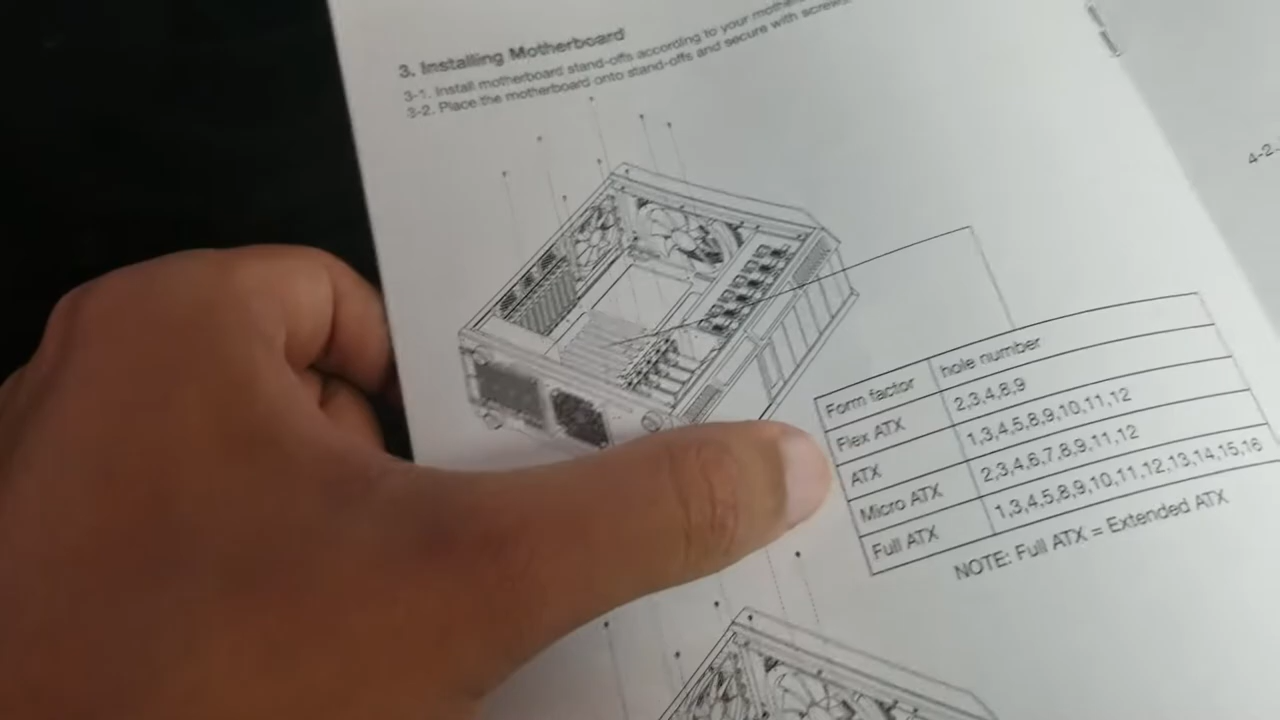 3. Installing Motherboard
3-1. Install motherboard stand-offs according to your
3-2. Place the motherboard onto stand-offs and secure with screws.
Form factor hole number
Flex ATX 2,3,4,8,9
ATX 1,3,4,5,8,9,10,11,12
Micro ATX 2,3,4,6,7,8,9,11,12
Full ATX 1,3,4,5,8,9,10,11,12,13,14,15,16
NOTE: Full ATX = Extended ATX
4-2.